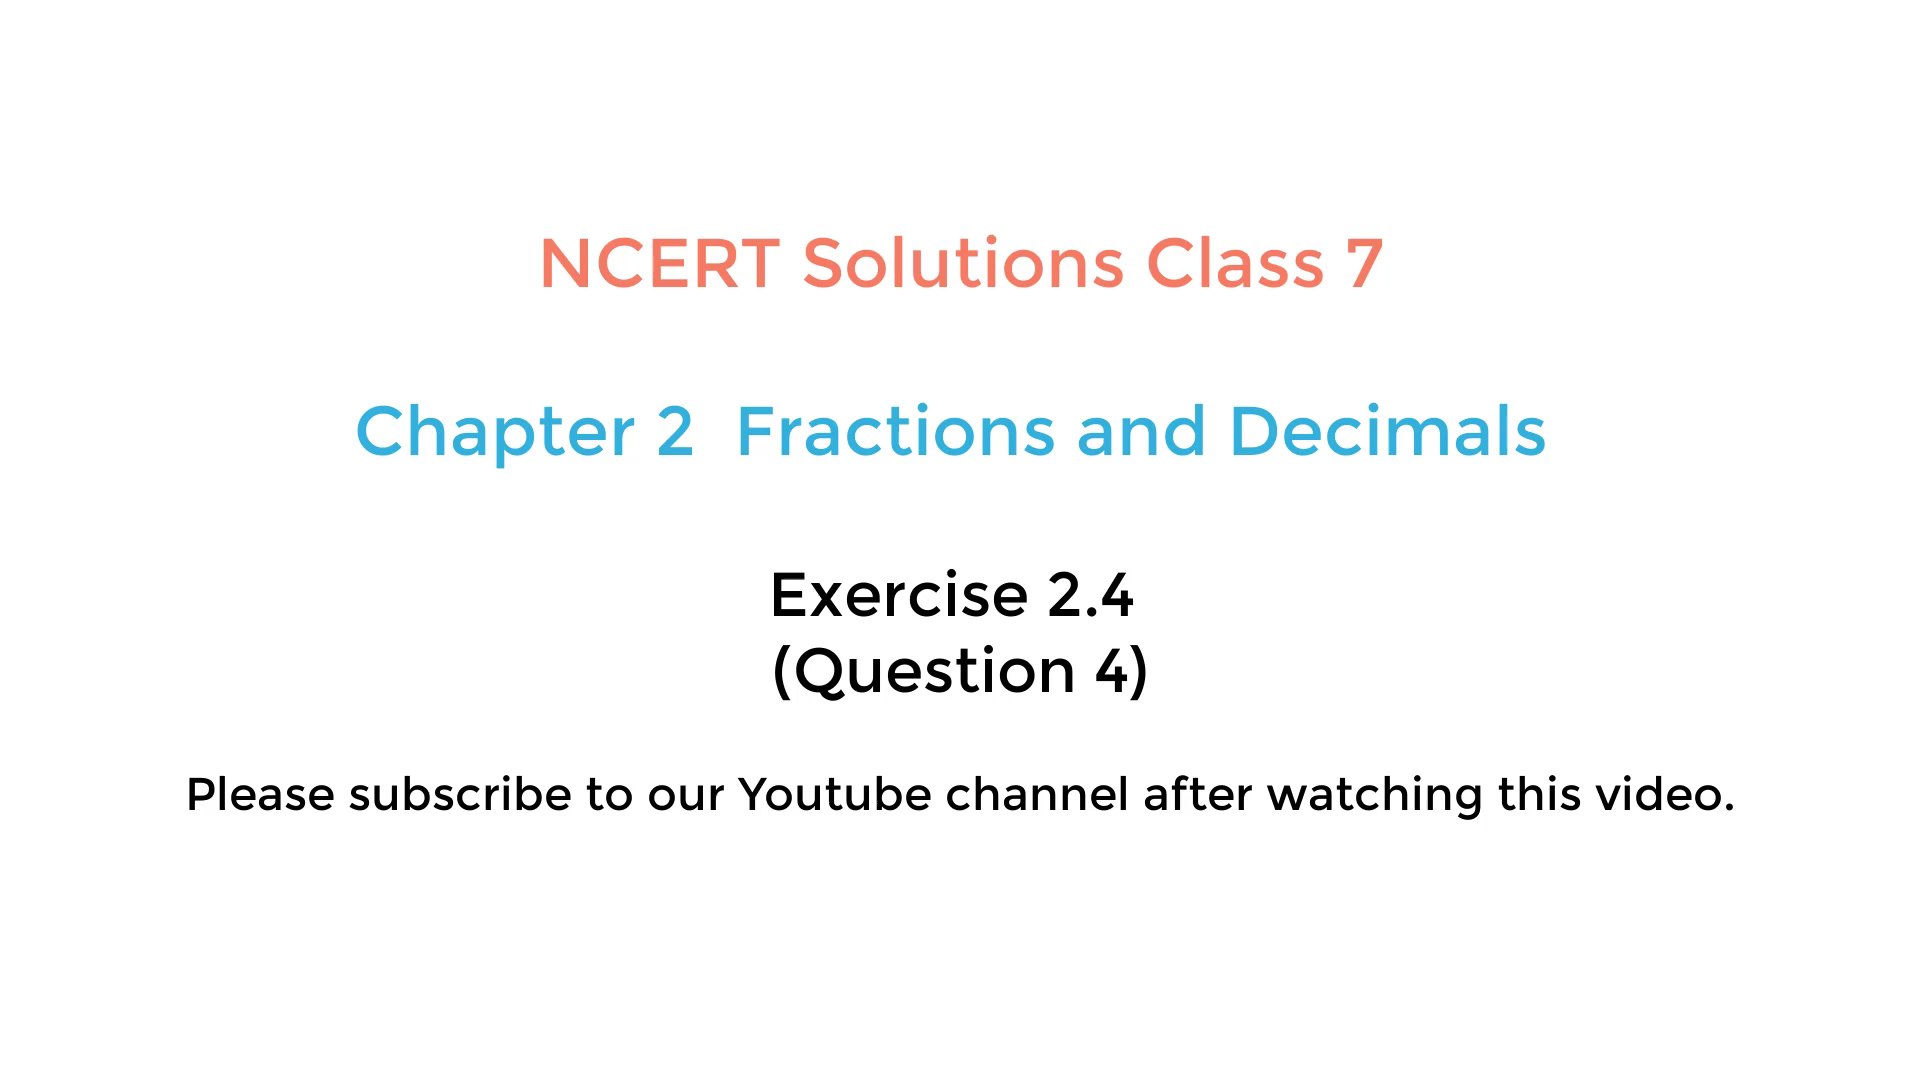 NCERT Solutions Class 7
Chapter 2  Fractions and Decimals
Exercise 2.4
(Question 4)
Please subscribe to our Youtube channel after watching this video.